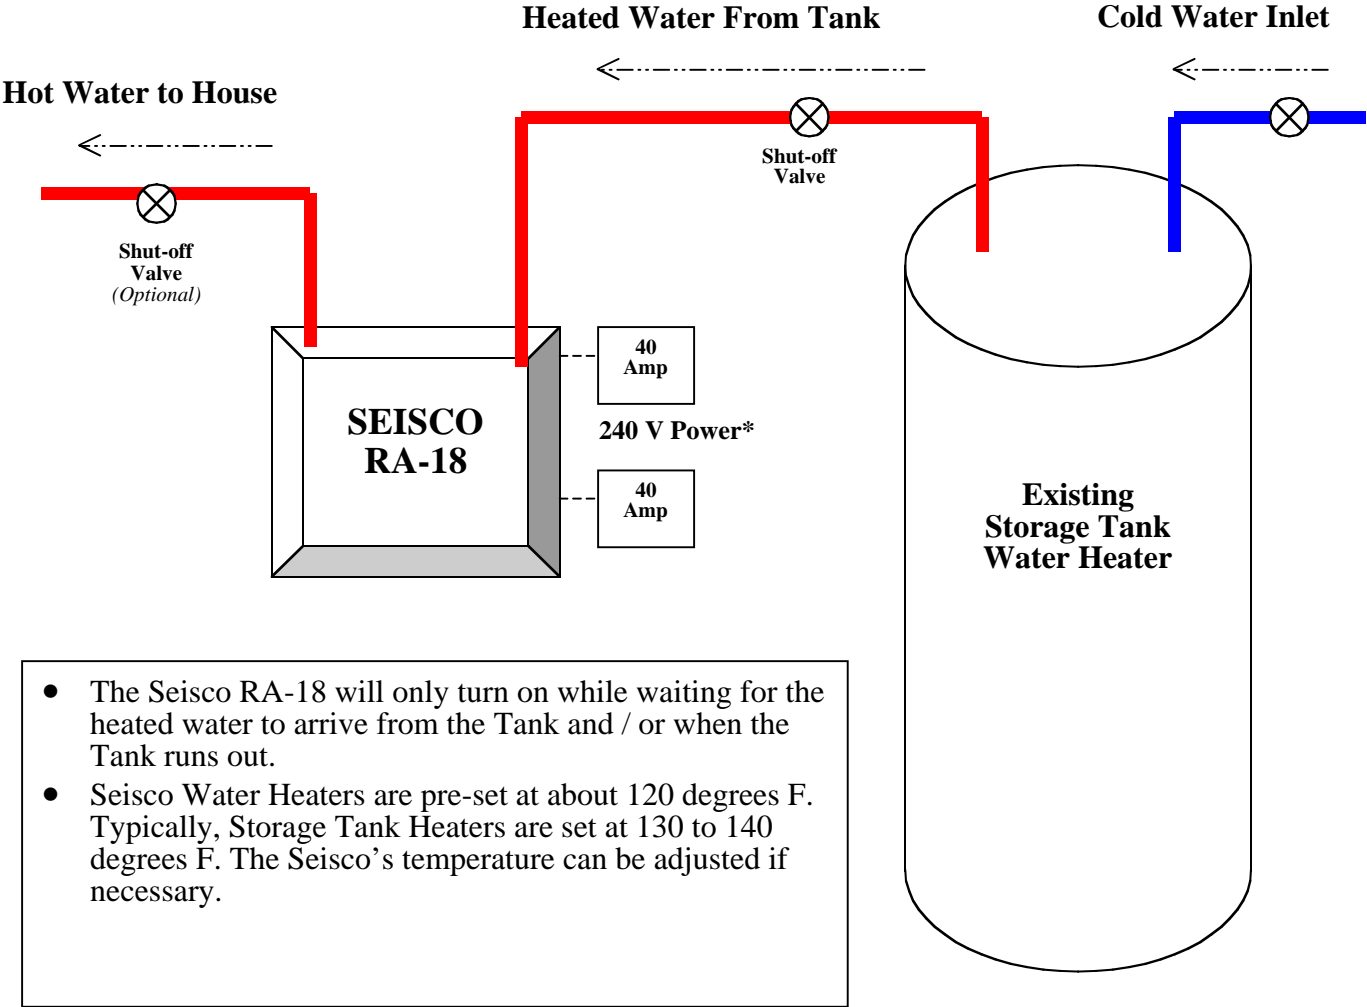 Heated Water From Tank
Cold Water Inlet
Hot Water to House
Shut-off
Valve
Shut-off
Valve
(Optional)
40
Amp
SEISCO
RA-18
240 V Power*
40
Amp
Existing
Storage Tank
Water Heater
● The Seisco RA-18 will only turn on while waiting for the
heated water to arrive from the Tank and / or when the
Tank runs out.
● Seisco Water Heaters are pre-set at about 120 degrees F.
Typically, Storage Tank Heaters are set at 130 to 140
degrees F. The Seisco’s temperature can be adjusted if
necessary.